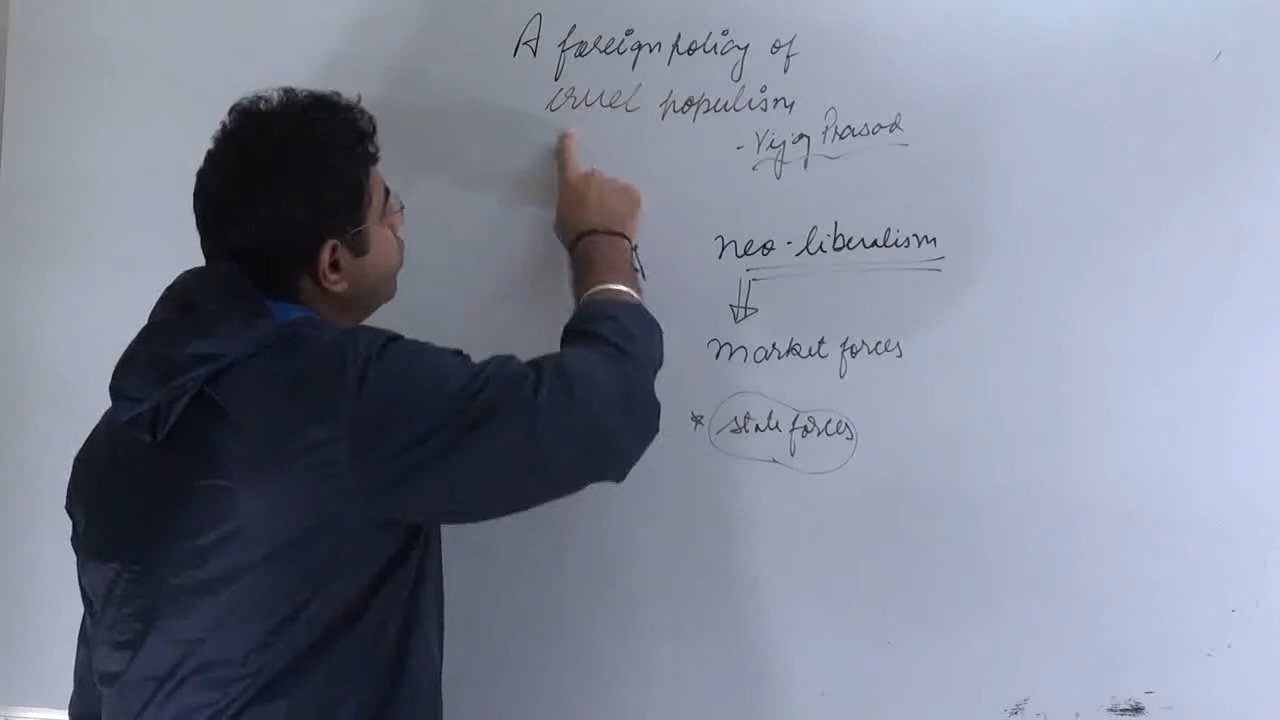 A foreign policy of
cruel populism
- Vijay Prasad
neo-liberalism
market forces
* state forces